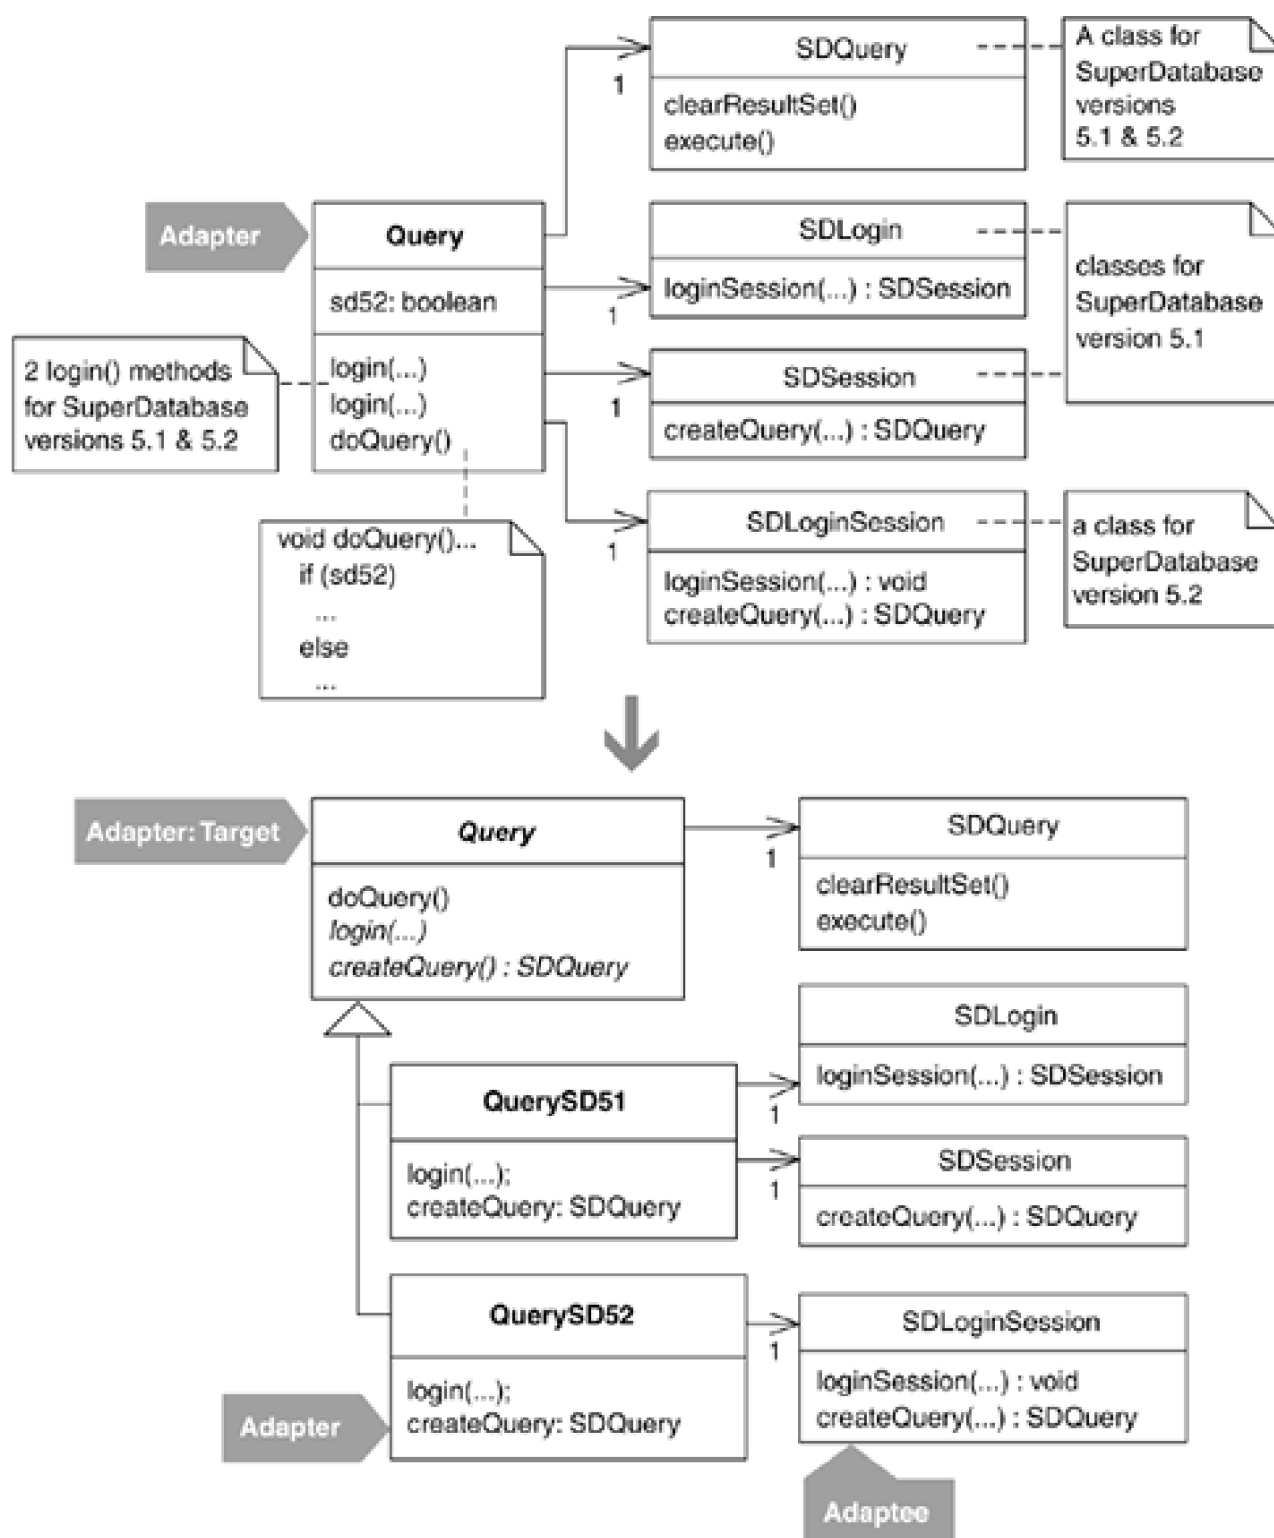 SDQuery
1
clearResultSet()
execute()
A class for
SuperDatabase
versions
5.1 & 5.2
Adapter
Query
sd52: boolean
login(...)
login(...)
doQuery()
2 login() methods
for SuperDatabase
versions 5.1 & 5.2
SDLogin
1
loginSession(...) : SDSession
classes for
SuperDatabase
version 5.1
SDSession
1
createQuery(...) : SDQuery
SDLoginSession
1
loginSession(...) : void
createQuery(...) : SDQuery
a class for
SuperDatabase
version 5.2
void doQuery()...
if (sd52)
...
else
...
Adapter: Target
Query
doQuery()
login(...)
createQuery() : SDQuery
1
SDQuery
clearResultSet()
execute()
QuerySD51
login(...);
createQuery: SDQuery
1
SDLogin
loginSession(...) : SDSession
1
SDSession
createQuery(...) : SDQuery
QuerySD52
login(...);
createQuery: SDQuery
Adapter
1
SDLoginSession
loginSession(...) : void
createQuery(...) : SDQuery
Adaptee